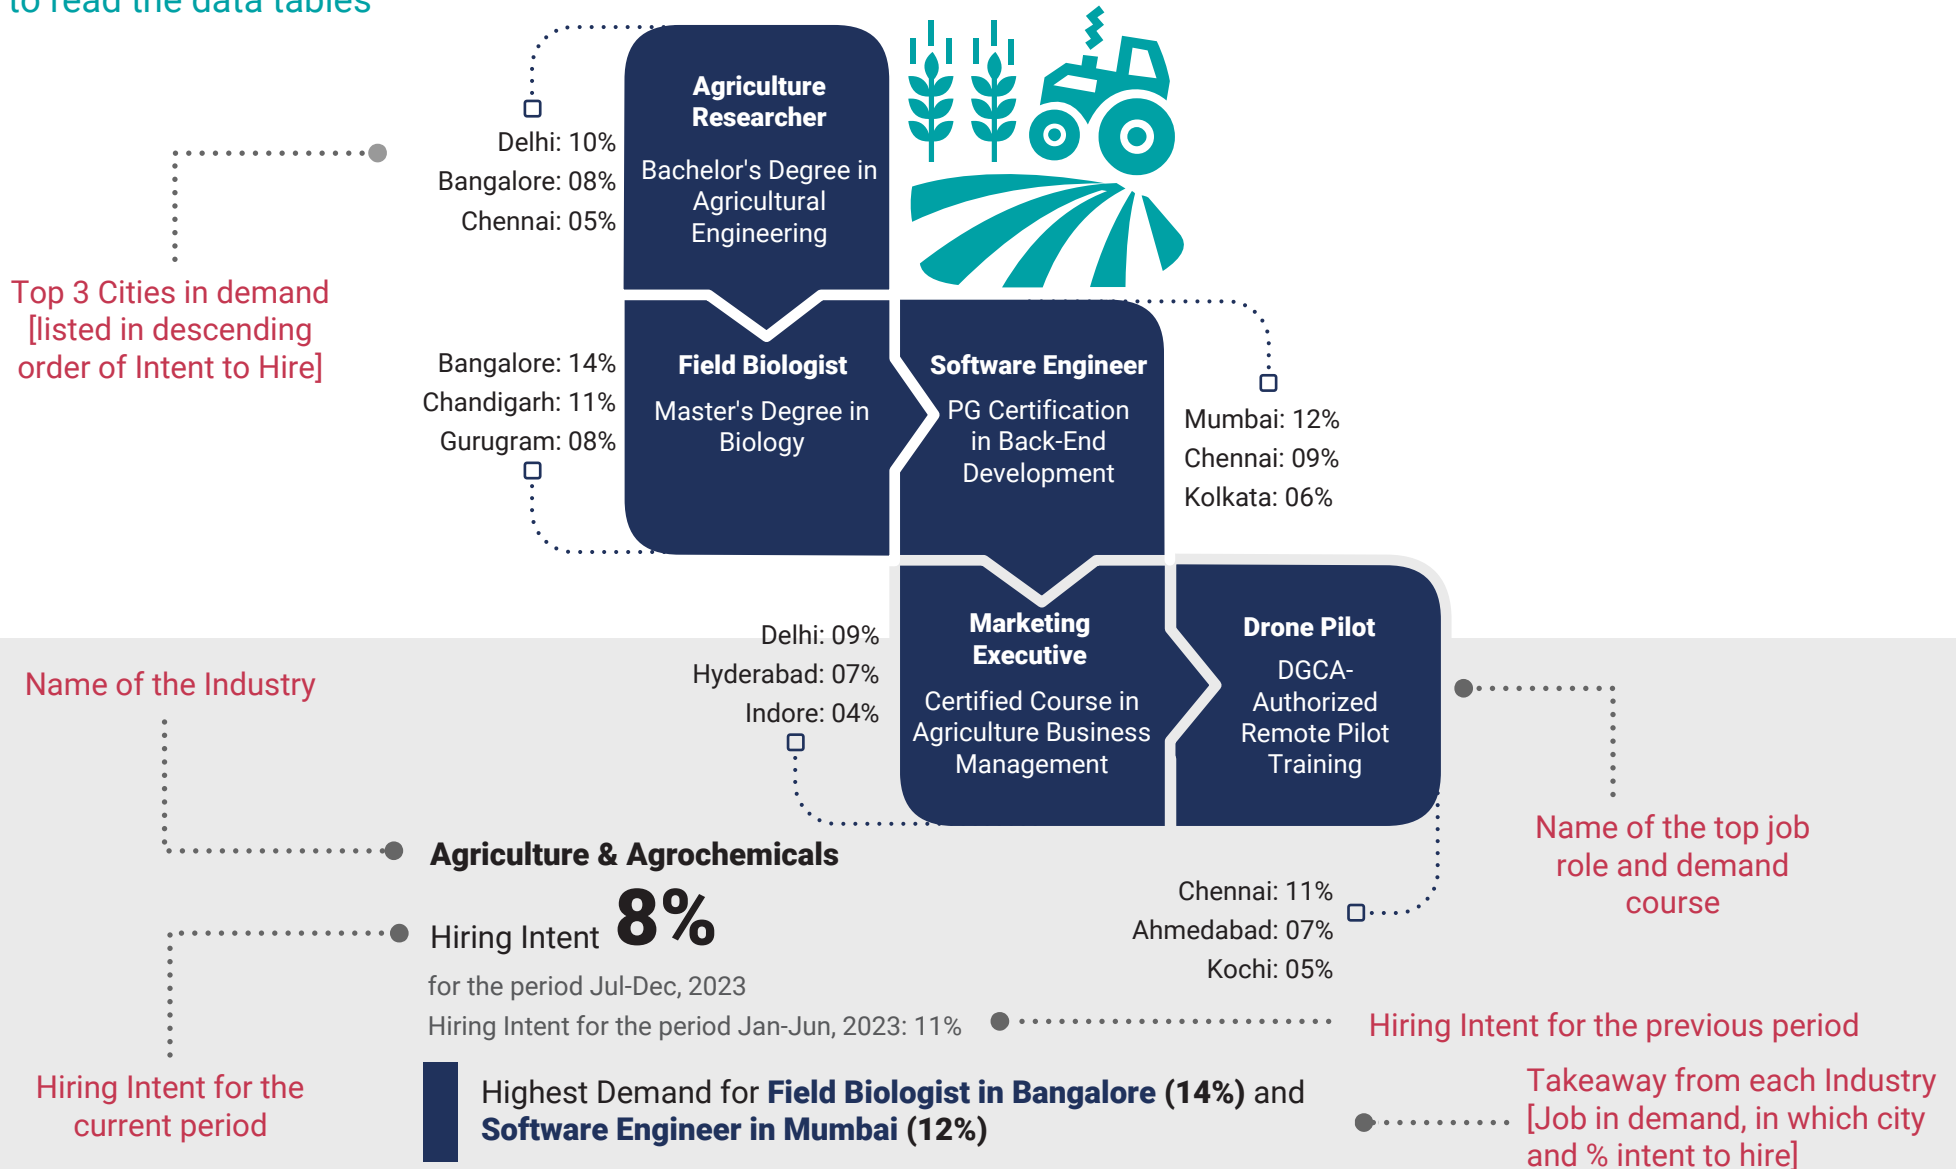 to read the data tables
Agriculture
Researcher
Bachelor's Degree in
Agricultural
Engineering
Delhi: 10%
Bangalore: 08%
Chennai: 05%
Top 3 Cities in demand
[listed in descending
order of Intent to Hire]
Bangalore: 14%
Chandigarh: 11%
Gurugram: 08%
Field Biologist
Master's Degree in
Biology
Software Engineer
PG Certification
in Back-End
Development
Mumbai: 12%
Chennai: 09%
Kolkata: 06%
Delhi: 09%
Hyderabad: 07%
Indore: 04%
Marketing
Executive
Certified Course in
Agriculture Business
Management
Drone Pilot
DGCA-
Authorized
Remote Pilot
Training
Name of the Industry
Name of the top job
role and demand
course
Agriculture & Agrochemicals
Hiring Intent 8%
for the period Jul-Dec, 2023
Hiring Intent for the period Jan-Jun, 2023: 11%
Chennai: 11%
Ahmedabad: 07%
Kochi: 05%
Hiring Intent for the previous period
Hiring Intent for the
current period
Highest Demand for Field Biologist in Bangalore (14%) and
Software Engineer in Mumbai (12%)
Takeaway from each Industry
[Job in demand, in which city
and % intent to hire]